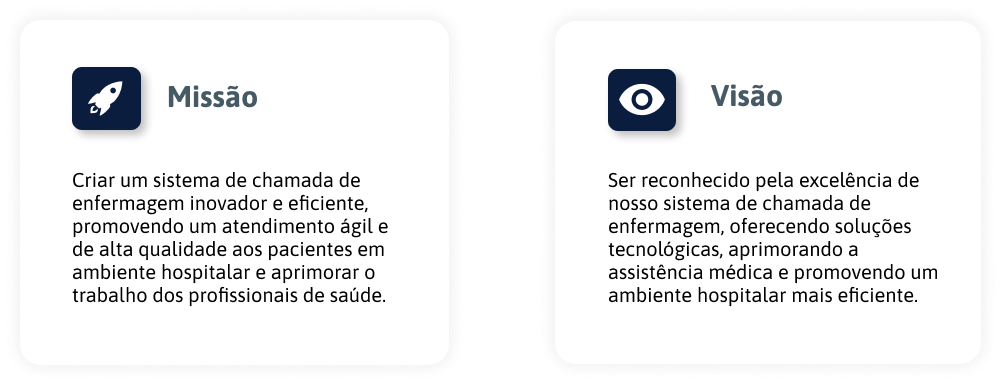 Missão
Criar um sistema de chamada de
enfermagem inovador e eficiente,
promovendo um atendimento ágil e
de alta qualidade aos pacientes em
ambiente hospitalar e aprimorar o
trabalho dos profissionais de saúde.
Visão
Ser reconhecido pela excelência de
nosso sistema de chamada de
enfermagem, oferecendo soluções
tecnológicas, aprimorando a
assistência médica e promovendo um
ambiente hospitalar mais eficiente.